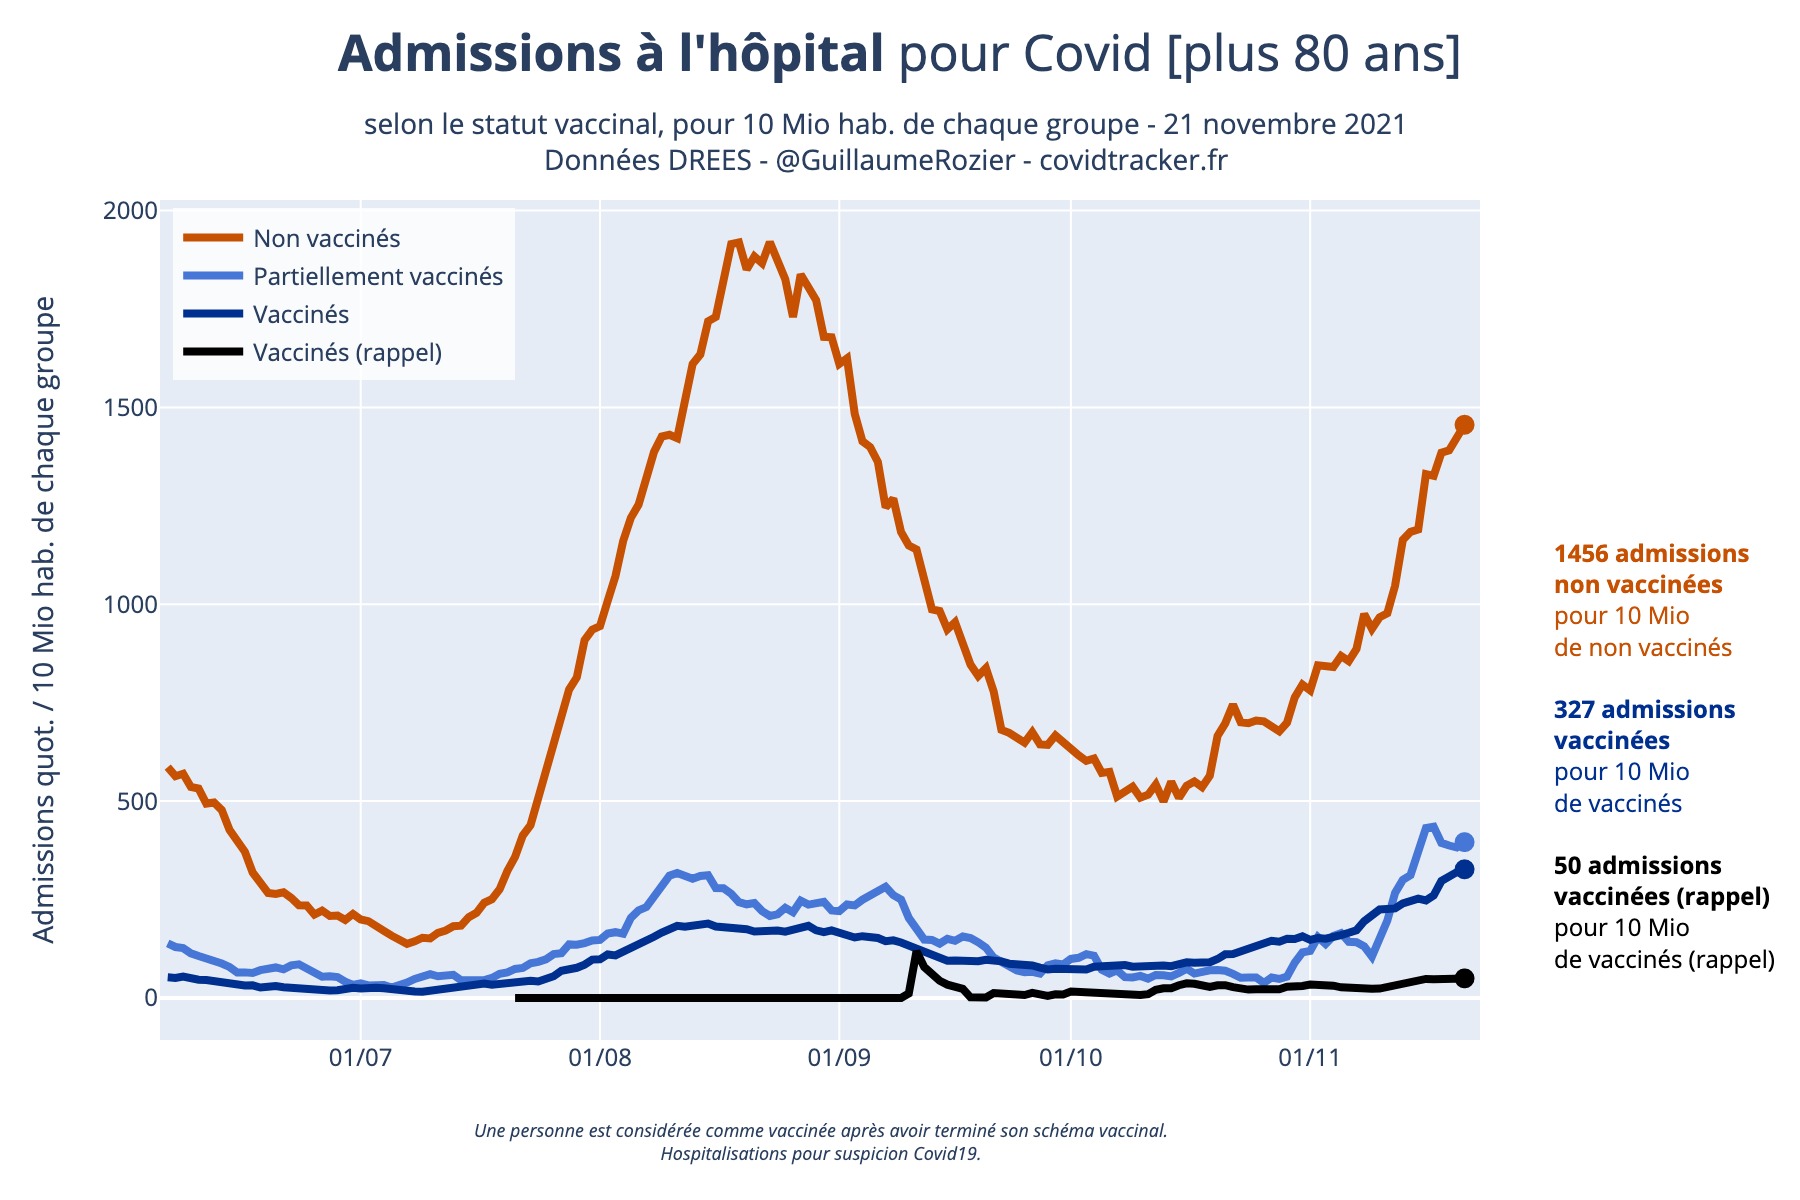 Admissions à l'hôpital pour Covid [plus 80 ans]
selon le statut vaccinal, pour 10 Mio hab. de chaque groupe - 21 novembre 2021
Données DREES - @GuillaumeRozier - covidtracker.fr
Admissions quot. / 10 Mio hab. de chaque groupe
2000
1500
1000
500
0
Non vaccinés
Partiellement vaccinés
Vaccinés
Vaccinés (rappel)
01/07
01/08
01/09
01/10
01/11
1456 admissions
non vaccinées
pour 10 Mio
de non vaccinés
327 admissions
vaccinées
pour 10 Mio
de vaccinés
50 admissions
vaccinées (rappel)
pour 10 Mio
de vaccinés (rappel)
Une personne est considérée comme vaccinée après avoir terminé son schéma vaccinal.
Hospitalisations pour suspicion Covid19.